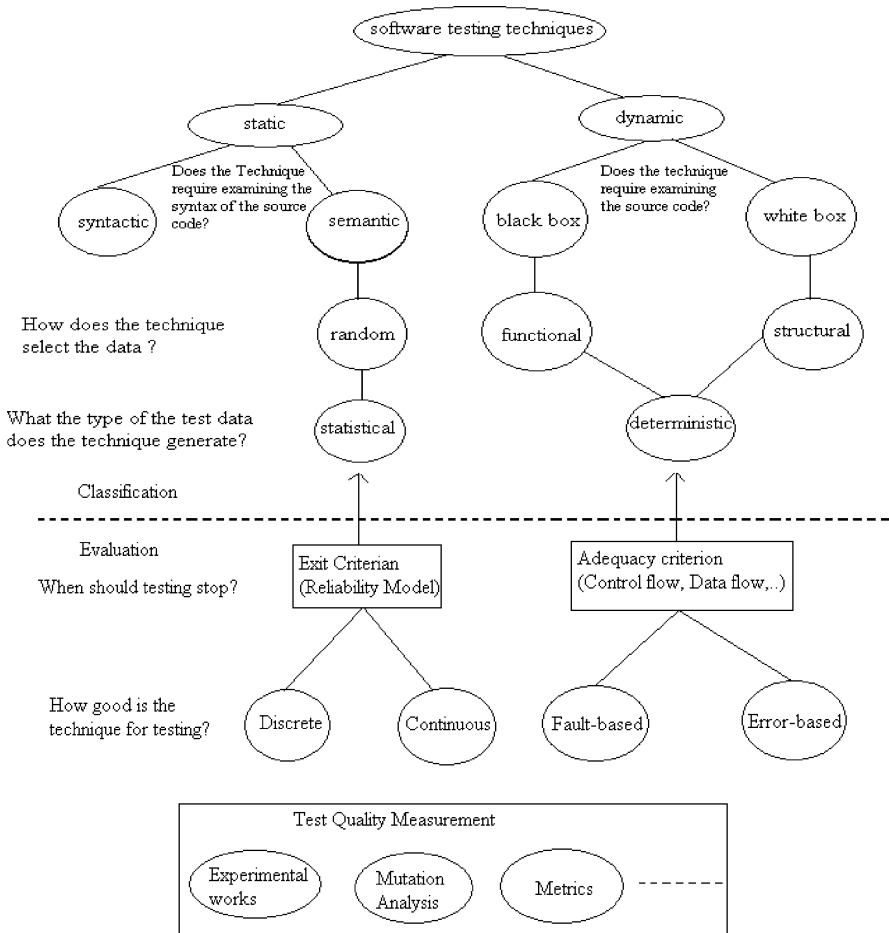 software testing techniques
static
dynamic
Does the Technique
require examining the
syntax of the source
code?
Does the technique
require examining
the source code?
syntactic
semantic
black box
white box
How does the technique
select the data ?
random
functional
structural
What the type of the test data
does the technique generate?
statistical
deterministic
Classification
Evaluation
When should testing stop?
Exit Criterian
(Reliability Model)
Adequacy criterion
(Control flow, Data flow,..)
How good is the
technique for testing?
Discrete
Continuous
Fault-based
Error-based
Test Quality Measurement
Experimental
works
Mutation
Analysis
Metrics